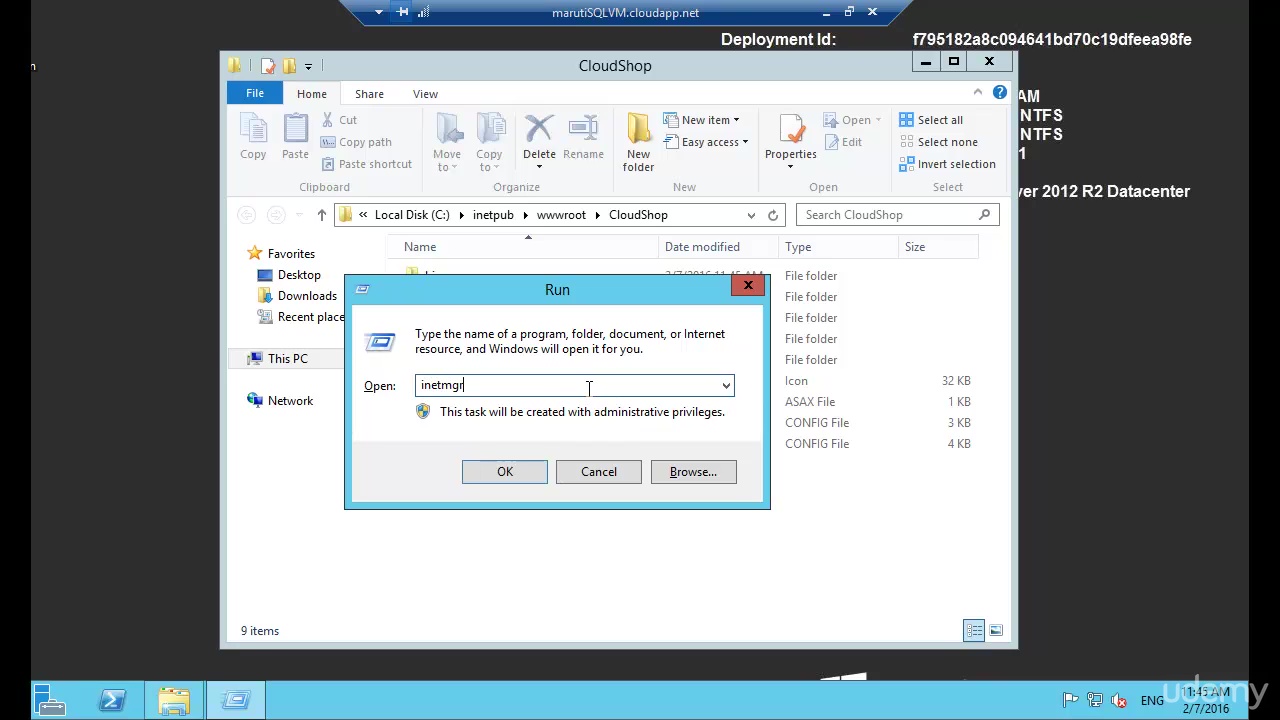 marutiSQLVM.cloudapp.net
Deployment Id: f795182a8c094641bd70c19dfeea98fe
n
CloudShop
File Home Share View
AM
NTFS
NTFS
1
ver 2012 R2 Datacenter
Copy Paste Cut Copy path Paste shortcut
Move to Copy to Delete Rename
New folder New item Easy access
Properties Open Edit
Select all
Select none
Invert selection
Clipboard Organize New Open Select
« Local Disk (C:) inetpub wwwroot CloudShop Search CloudShop
Name Date modified Type Size
Favorites
Desktop
Downloads
Recent place
This PC
Network
File folder
File folder
File folder
File folder
File folder
Icon 32 KB
ASAX File 1 KB
CONFIG File 3 KB
CONFIG File 4 KB
Run
Type the name of a program, folder, document, or Internet
resource, and Windows will open it for you.
Open: inetmgr
This task will be created with administrative privileges.
OK Cancel Browse...
9 items
ENG 11:45 AM
2/7/2016
udemy